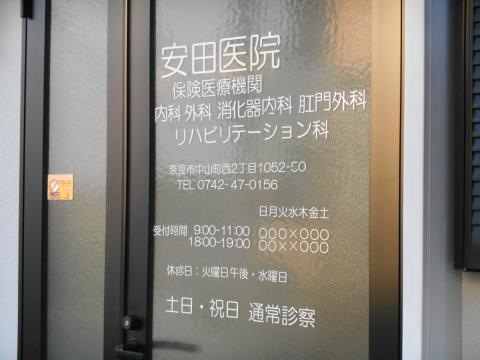 安田医院
保険医療機関
内科 外科 消化器内科 肛門外科
リハビリテーション科
奈良市中山町西2丁目1052-50
TEL 0742-47-0156
日月火水木金土
受付時間 9:00-11:00 ○○○××○○○
18:00-19:00 ○○××○○○
休診日:火曜日午後・水曜日
土日・祝日 通常診察